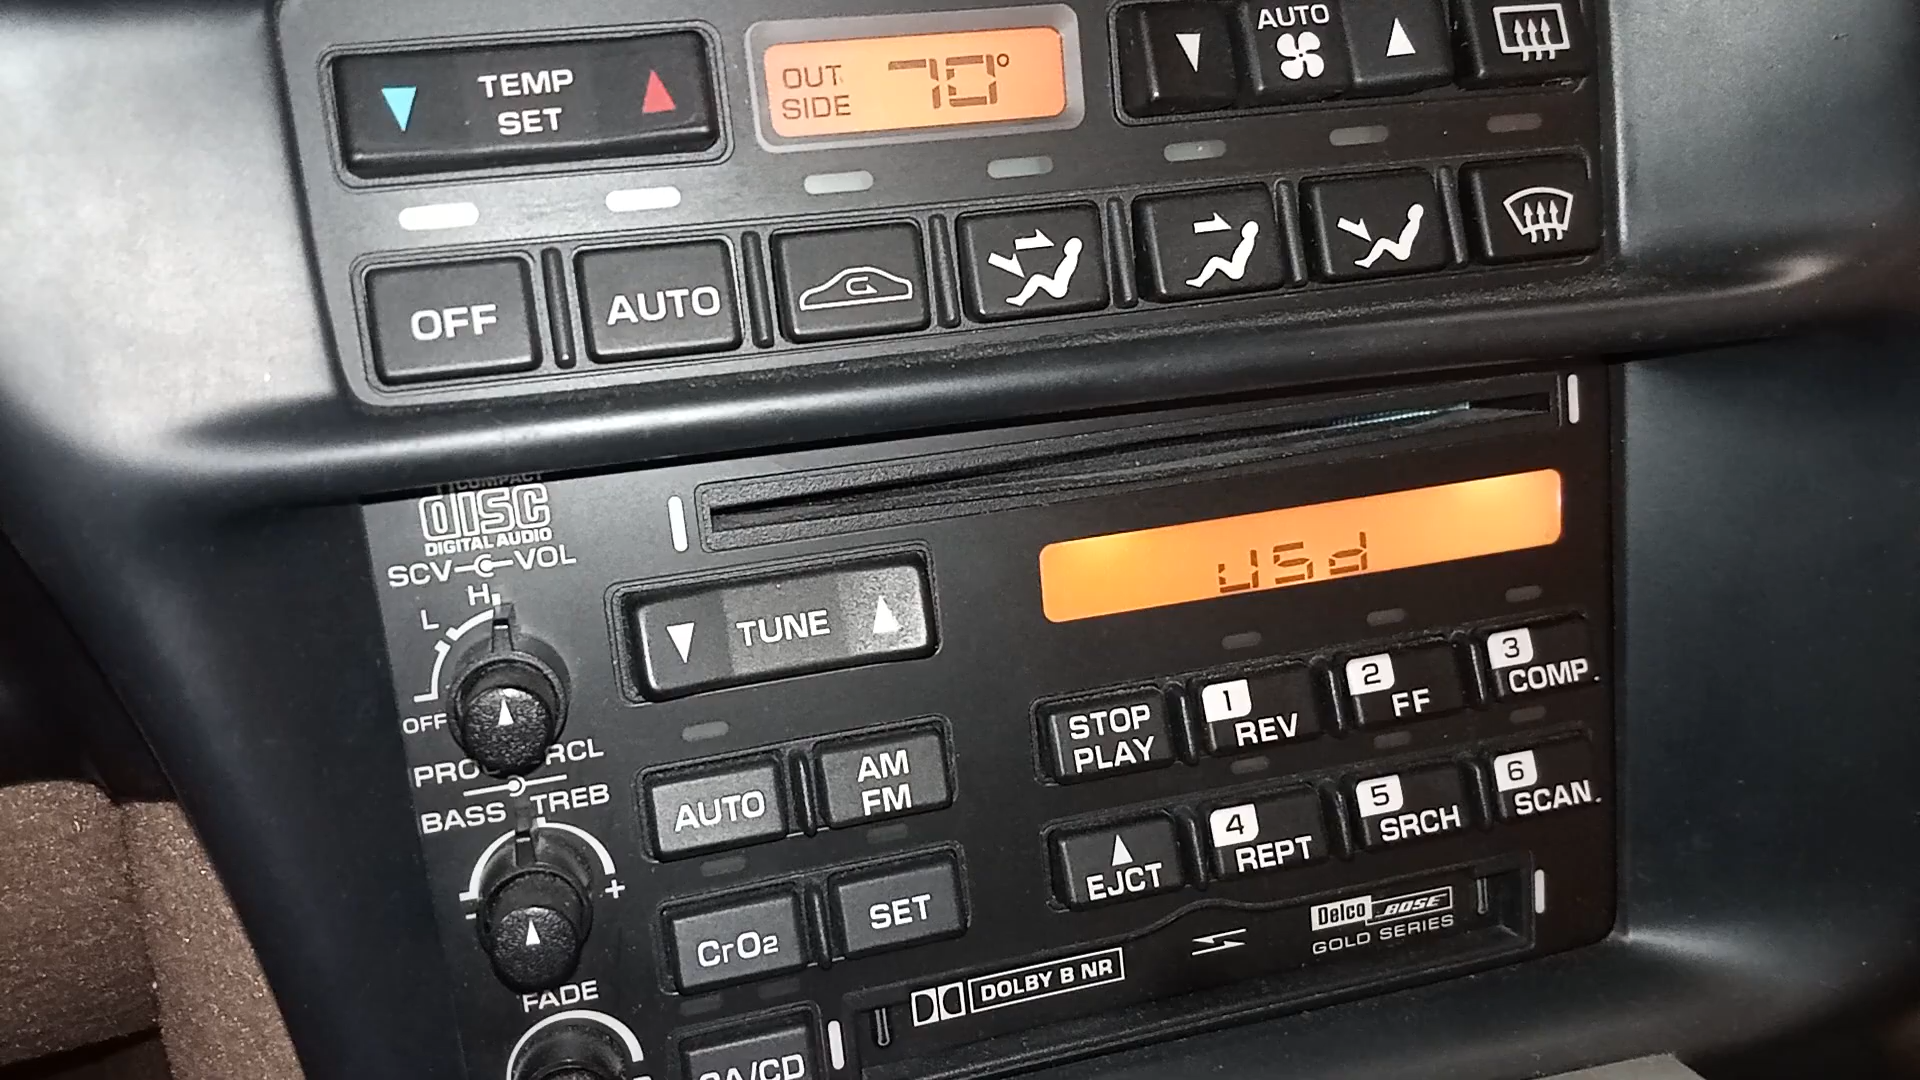 TEMP
SET
OUT
SIDE
70°
AUTO
OFF
AUTO
COMPACT
disc
DIGITAL AUDIO
SCV VOL
L H
OFF
TUNE
USd
STOP
PLAY
1
REV
2
FF
3
COMP.
RCL
BASS TREB
- +
AUTO
AM
FM
EJCT
4
REPT
5
SRCH
6
SCAN.
CrO2
SET
Delco BOSE
GOLD SERIES
DOLBY B NR
FADE